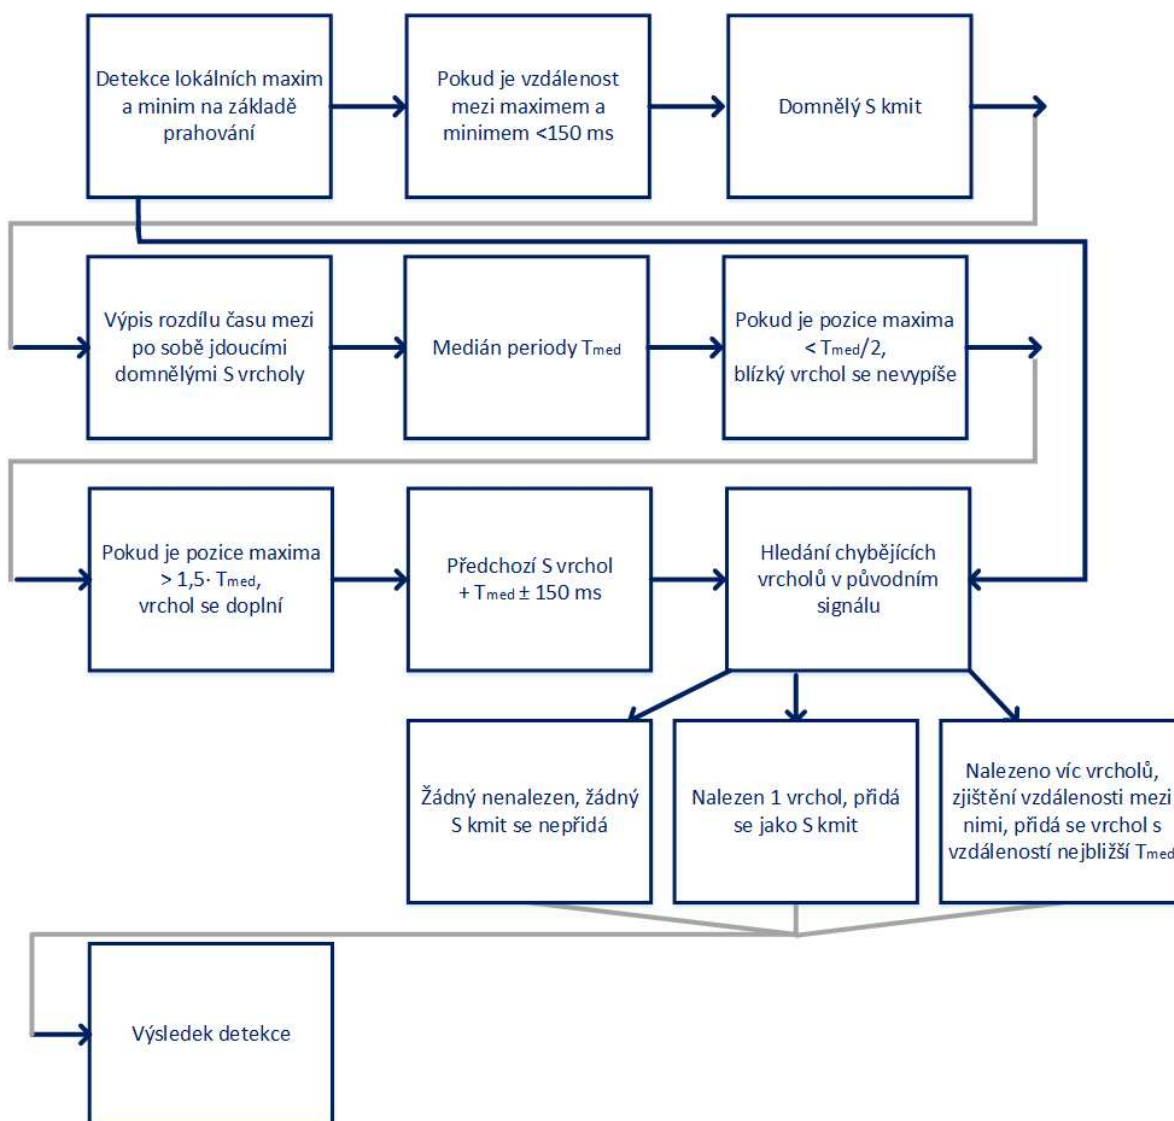 Detekce lokálních maxim
a minim na základě
prahování
Pokud je vzdálenost
mezi maximem a
minimem <150 ms
Domnělý S kmit
Výpis rozdílu času mezi
po sobě jdoucími
domnělými S vrcholy
Medián periody Tmed
Pokud je pozice maxima
< Tmed/2,
blízký vrchol se nevypíše
Pokud je pozice maxima
> 1,5· Tmed,
vrchol se doplní
Předchozí S vrchol
+ Tmed ± 150 ms
Hledání chybějících
vrcholů v původním
signálu
Žádný nenalezen, žádný
S kmit se nepřidá
Nalezen 1 vrchol, přidá
se jako S kmit
Nalezeno víc vrcholů,
zjištění vzdálenosti mezi
nimi, přidá se vrchol s
vzdáleností nejbližší Tmed
Výsledek detekce